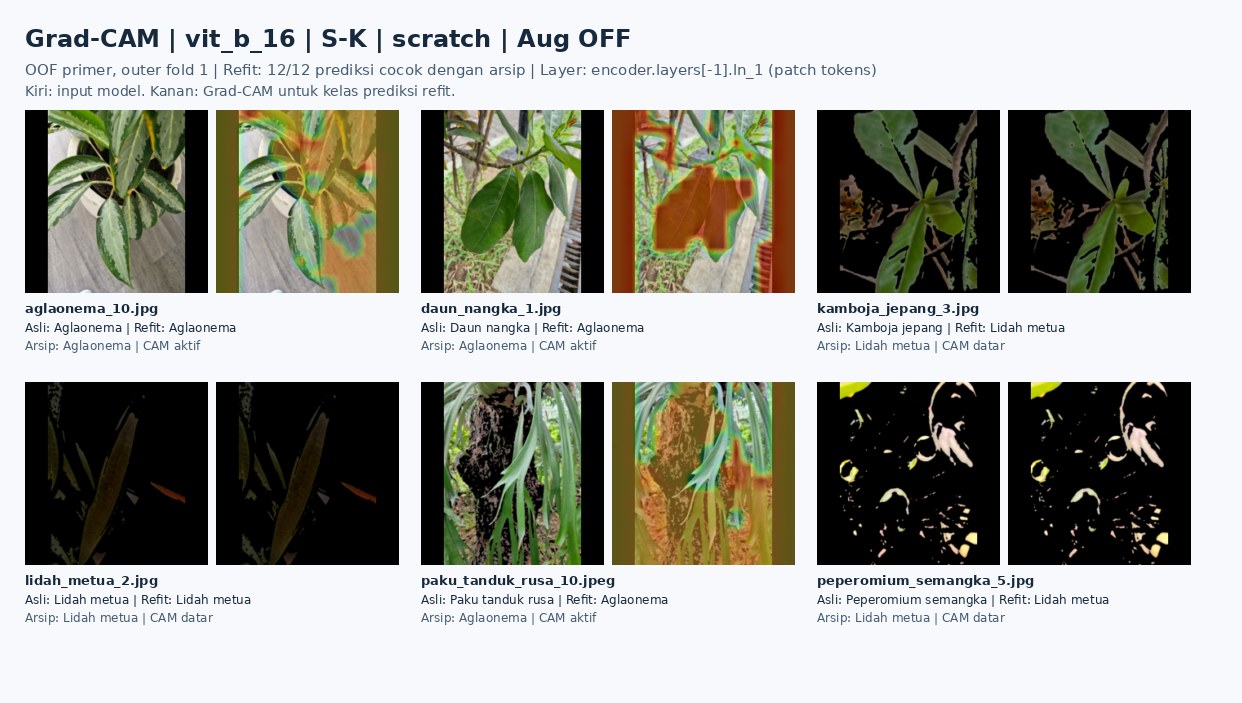 Grad-CAM | vit_b_16 | S-K | scratch | Aug OFF
OOF primer, outer fold 1 | Refit: 12/12 prediksi cocok dengan arsip | Layer: encoder.layers[-1].ln_1 (patch tokens)
Kiri: input model. Kanan: Grad-CAM untuk kelas prediksi refit.
aglaonema_10.jpg
Asli: Aglaonema | Refit: Aglaonema
Arsip: Aglaonema | CAM aktif
daun_nangka_1.jpg
Asli: Daun nangka | Refit: Aglaonema
Arsip: Aglaonema | CAM aktif
kamboja_jepang_3.jpg
Asli: Kamboja jepang | Refit: Lidah metua
Arsip: Lidah metua | CAM datar
lidah_metua_2.jpg
Asli: Lidah metua | Refit: Lidah metua
Arsip: Lidah metua | CAM datar
paku_tanduk_rusa_10.jpeg
Asli: Paku tanduk rusa | Refit: Aglaonema
Arsip: Aglaonema | CAM aktif
peperomium_semangka_5.jpg
Asli: Peperomium semangka | Refit: Lidah metua
Arsip: Lidah metua | CAM datar